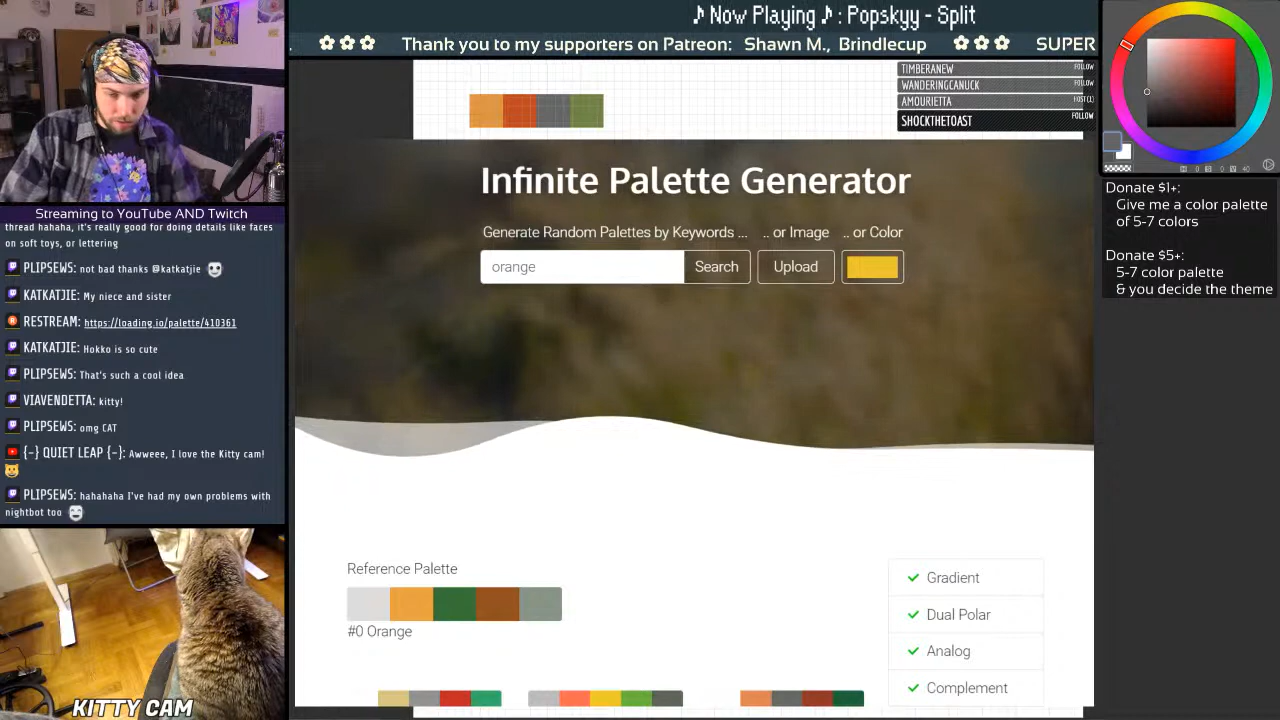 ♪ Now Playing ♪ : Popskyy - Split
. ✿ ✿ ✿ Thank you to my supporters on Patreon: Shawn M., Brindlecup ✿ ✿ ✿ SUPER
TIMBERANEW FOLLOW
WANDERINGCANUCK FOLLOW
AMOURIETTA HOST(1)
SHOCKTHETOAST FOLLOW
Donate $1+:
Give me a color palette
of 5-7 colors
Donate $5+:
5-7 color palette
& you decide the theme
Streaming to YouTube AND Twitch
thread hahaha, it's really good for doing details like faces
on soft toys, or lettering
PLIPSEWS: not bad thanks @katkatjie
KATKATJIE: My niece and sister
RESTREAM: https://loading.io/palette/410361
KATKATJIE: Hokko is so cute
PLIPSEWS: That's such a cool idea
VIAVENDETTA: kitty!
PLIPSEWS: omg CAT
{-} QUIET LEAP {-}: Awweee, I love the Kitty cam!
PLIPSEWS: hahahaha I've had my own problems with
nightbot too
KITTY CAM
Infinite Palette Generator
Generate Random Palettes by Keywords ... .. or Image .. or Color
orange Search Upload
Reference Palette
#0 Orange
Gradient
Dual Polar
Analog
Complement